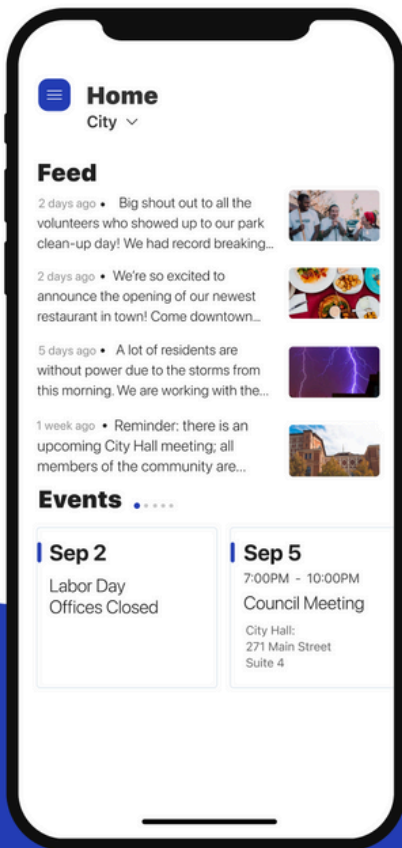 Home
City
Feed
2 days ago • Big shout out to all the
volunteers who showed up to our park
clean-up day! We had record breaking...
2 days ago • We're so excited to
announce the opening of our newest
restaurant in town! Come downtown...
5 days ago • A lot of residents are
without power due to the storms from
this morning. We are working with the...
1 week ago • Reminder: there is an
upcoming City Hall meeting; all
members of the community are...
Events
Sep 2
Labor Day
Offices Closed
Sep 5
7:00PM - 10:00PM
Council Meeting
City Hall:
271 Main Street
Suite 4